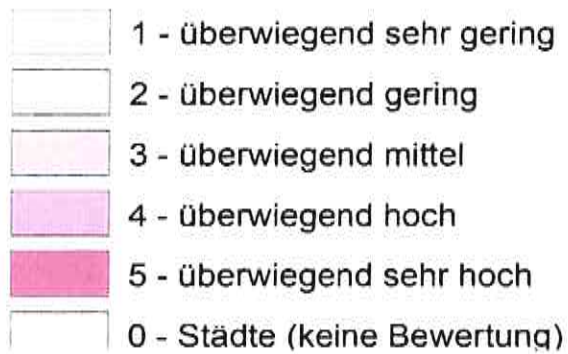 1 - überwiegend sehr gering
2 - überwiegend gering
3 - überwiegend mittel
4 - überwiegend hoch
5 - überwiegend sehr hoch
0 - Städte (keine Bewertung)